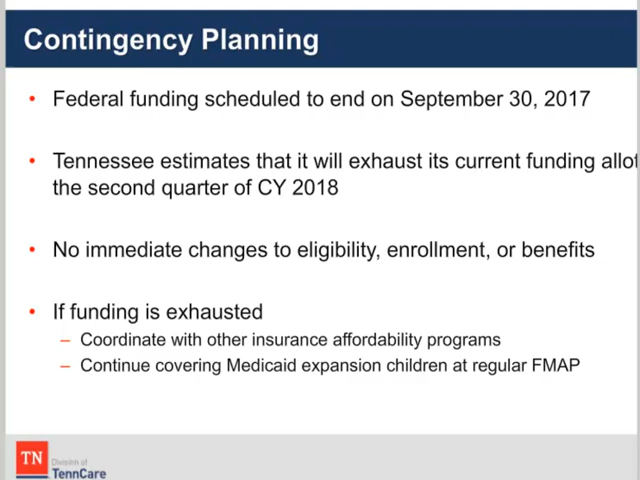 Contingency Planning
• Federal funding scheduled to end on September 30, 2017
• Tennessee estimates that it will exhaust its current funding allot
the second quarter of CY 2018
• No immediate changes to eligibility, enrollment, or benefits
• If funding is exhausted
– Coordinate with other insurance affordability programs
– Continue covering Medicaid expansion children at regular FMAP
TN
Division of
TennCare